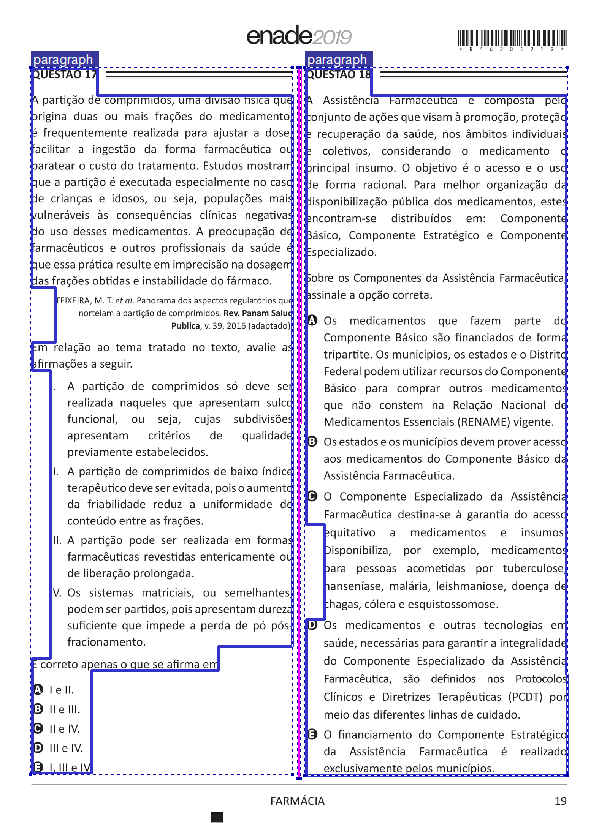 enade2019
paragraph
QUESTÃO 17
A partição de comprimidos, uma divisão física que
origina duas ou mais frações do medicamento,
é frequentemente realizada para ajustar a dose,
facilitar a ingestão da forma farmacêutica ou
baratear o custo do tratamento. Estudos mostram
que a partição é executada especialmente no caso
de crianças e idosos, ou seja, populações mais
vulneráveis às consequências clínicas negativas
do uso desses medicamentos. A preocupação de
farmacêuticos e outros profissionais da saúde é
que essa prática resulte em imprecisão na dosagem
das frações obtidas e instabilidade do fármaco.
TEIXEIRA, M. T. et al. Panorama dos aspectos regulatórios que
norteiam a partição de comprimidos. Rev. Panam Salud
Publica, v. 39, 2016 (adaptado).
Em relação ao tema tratado no texto, avalie as
afirmações a seguir.
I. A partição de comprimidos só deve ser
realizada naqueles que apresentam sulco
funcional, ou seja, cujas subdivisões
apresentam critérios de qualidade
previamente estabelecidos.
II. A partição de comprimidos de baixo índice
terapêutico deve ser evitada, pois o aumento
da friabilidade reduz a uniformidade do
conteúdo entre as frações.
III. A partição pode ser realizada em formas
farmacêuticas revestidas entericamente ou
de liberação prolongada.
IV. Os sistemas matriciais, ou semelhantes,
podem ser partidos, pois apresentam dureza
suficiente que impede a perda de pó pós-
fracionamento.
É correto apenas o que se afirma em
A I e II.
B II e III.
C II e IV.
D III e IV.
E I, III e IV.
paragraph
QUESTÃO 18
A Assistência Farmacêutica é composta pelo
conjunto de ações que visam à promoção, proteção
e recuperação da saúde, nos âmbitos individuais
e coletivos, considerando o medicamento o
principal insumo. O objetivo é o acesso e o uso
de forma racional. Para melhor organização da
disponibilização pública dos medicamentos, estes
encontram-se distribuídos em: Componente
Básico, Componente Estratégico e Componente
Especializado.
Sobre os Componentes da Assistência Farmacêutica,
assinale a opção correta.
A Os medicamentos que fazem parte do
Componente Básico são financiados de forma
tripartite. Os municípios, os estados e o Distrito
Federal podem utilizar recursos do Componente
Básico para comprar outros medicamentos
que não constem na Relação Nacional de
Medicamentos Essenciais (RENAME) vigente.
B Os estados e os municípios devem prover acesso
aos medicamentos do Componente Básico da
Assistência Farmacêutica.
C O Componente Especializado da Assistência
Farmacêutica destina-se à garantia do acesso
equitativo a medicamentos e insumos.
Disponibiliza, por exemplo, medicamentos
para pessoas acometidas por tuberculose,
hanseníase, malária, leishmaniose, doença de
chagas, cólera e esquistossomose.
D Os medicamentos e outras tecnologias em
saúde, necessárias para garantir a integralidade
do Componente Especializado da Assistência
Farmacêutica, são definidos nos Protocolos
Clínicos e Diretrizes Terapêuticas (PCDT) por
meio das diferentes linhas de cuidado.
E O financiamento do Componente Estratégico
da Assistência Farmacêutica é realizado
exclusivamente pelos municípios.
FARMÁCIA
19